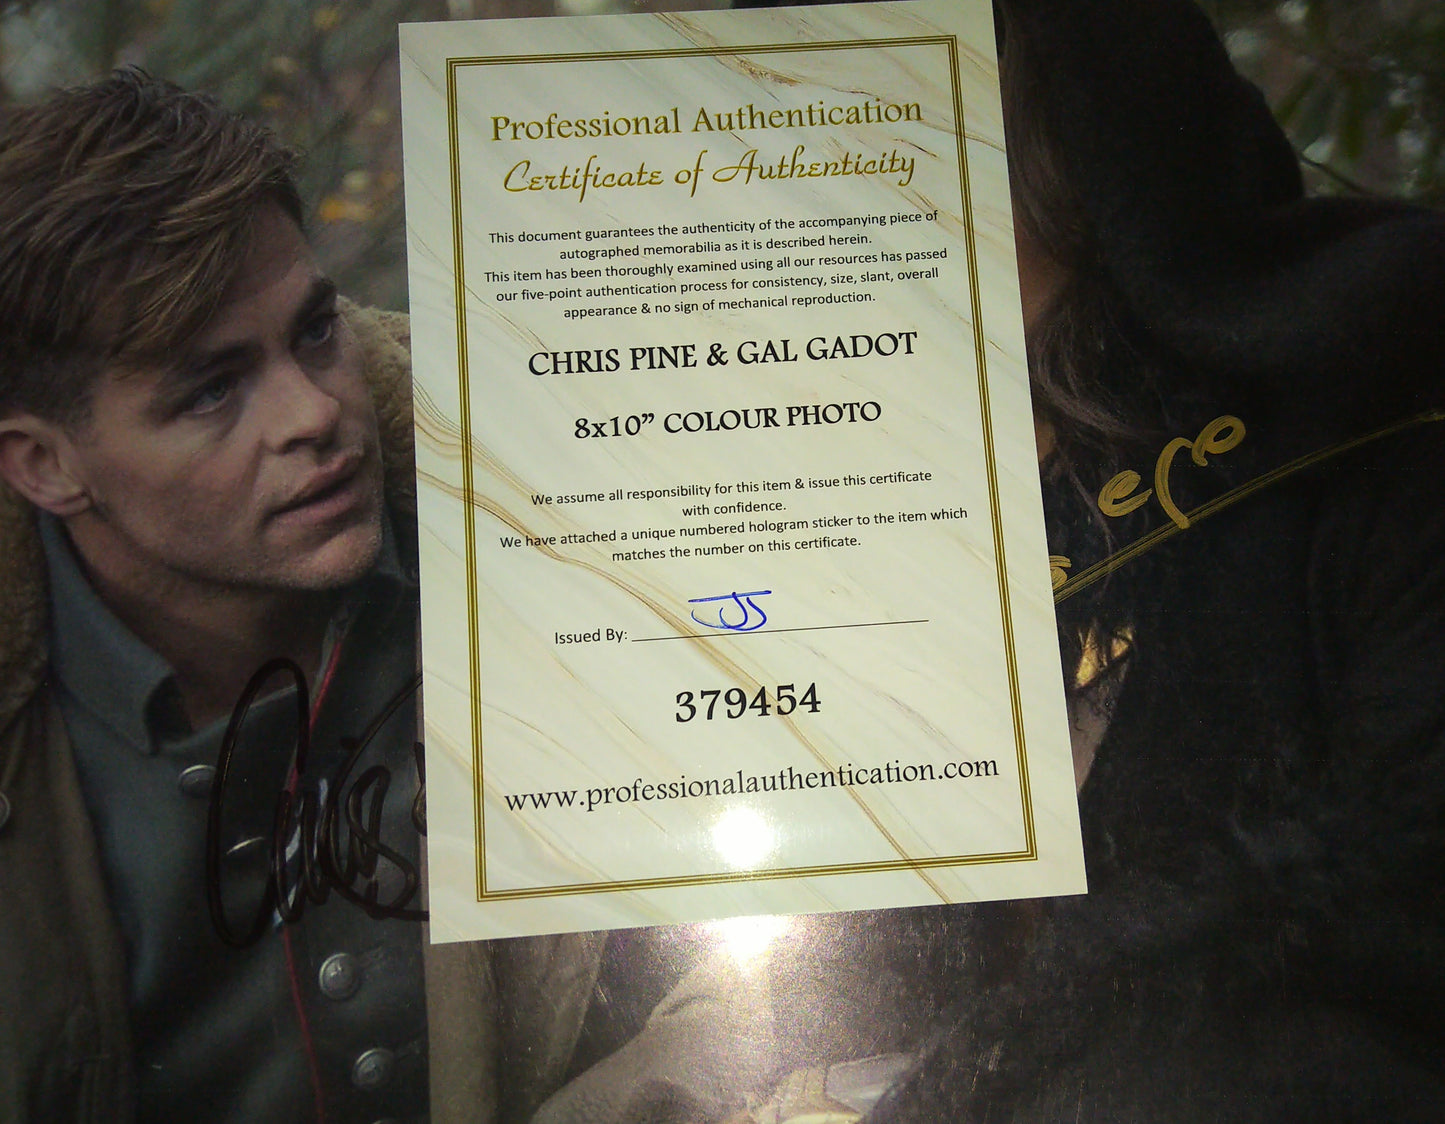 Professional Authentication
Certificate of Authenticity
This document guarantees the authenticity of the accompanying piece of
autographed memorabilia as it is described herein.
This item has been thoroughly examined using all our resources has passed
our five-point authentication process for consistency, size, slant, overall
appearance & no sign of mechanical reproduction.
CHRIS PINE & GAL GADOT
8x10” COLOUR PHOTO
We assume all responsibility for this item & issue this certificate
with confidence.
We have attached a unique numbered hologram sticker to the item which
matches the number on this certificate.
Issued By:
379454
www.professionalauthentication.com
Chris